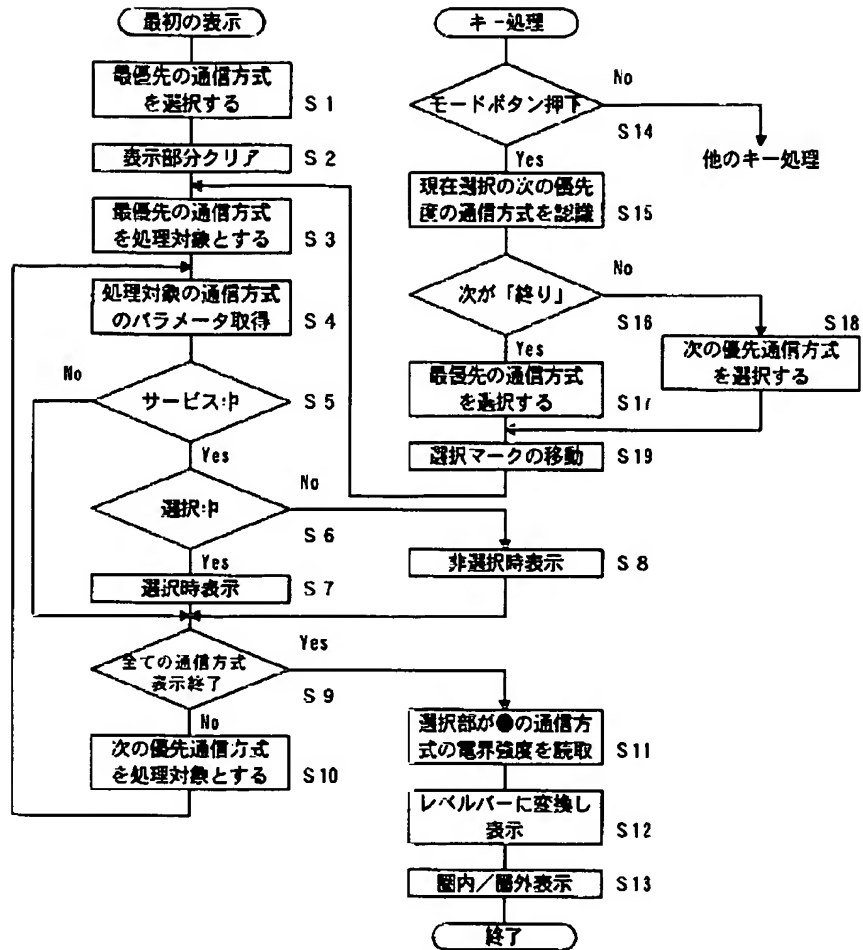 最初の表示
最優先の通信方式
を選択する
S1
表示部分クリア
S2
最優先の通信方式
を処理対象とする
S3
処理対象の通信方式
のパラメータ取得
S4
No
サービス中
S5
Yes
No
選択中
S6
Yes
選択時表示
S7
非選択時表示
S8
Yes
全ての通信方式
表示終了
S9
No
次の優先通信方式
を処理対象とする
S10
キー処理
No
モードボタン押下
S14
Yes
他のキー処理
現在選択の次の優先
度の通信方式を認識
S15
No
次が「終り」
S16
Yes
S18
次の優先通信方式
を選択する
最優先の通信方式
を選択する
S17
選択マークの移動
S19
選択部が●の通信方
式の電界強度を読取
S11
レベルバーに変換し
表示
S12
圏内／圏外表示
S13
終了